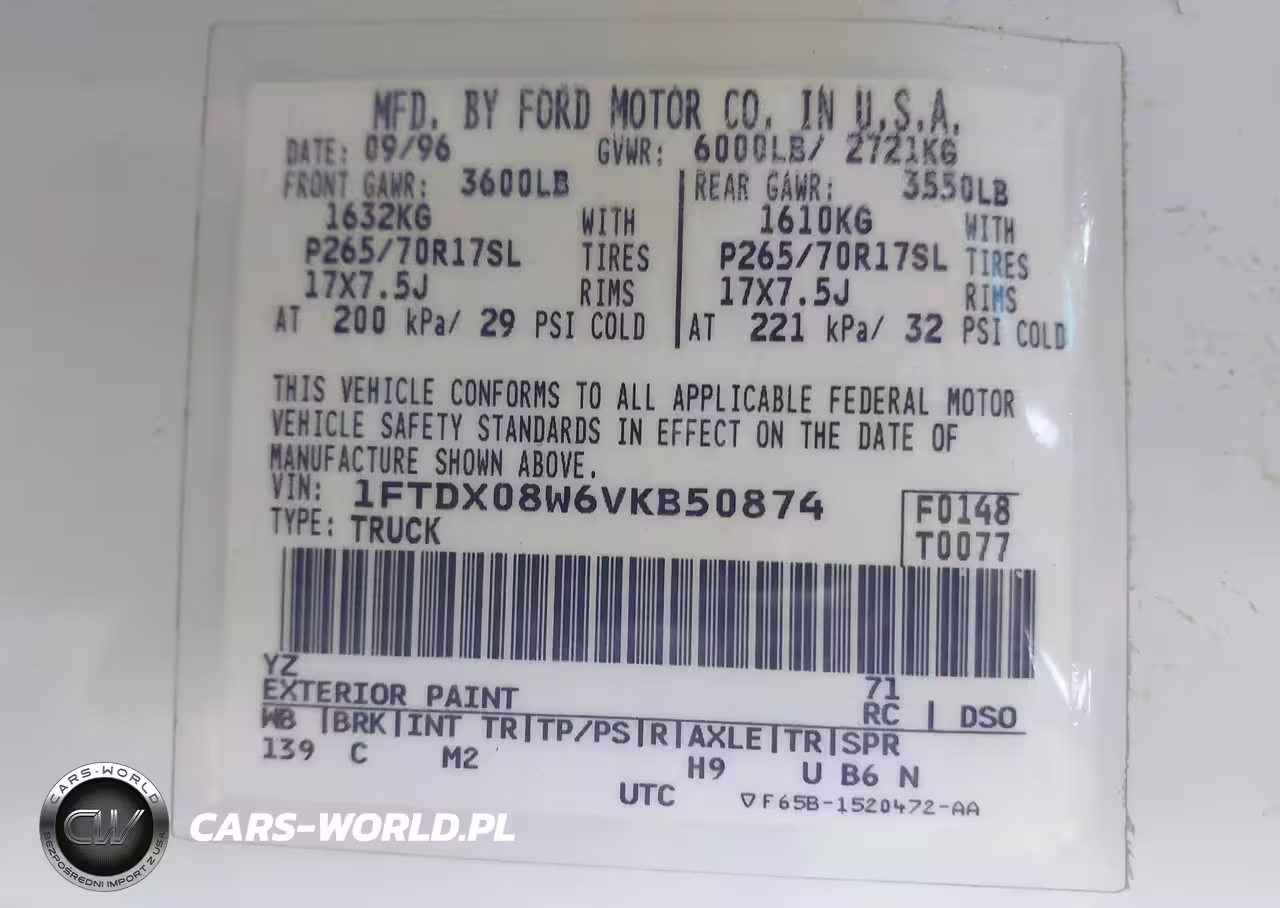 MFD. BY FORD MOTOR CO. IN U.S.A.
DATE: 09/96 GVWR: 6000LB/ 2721KG
FRONT GAWR: 3600LB REAR GAWR: 3550LB
1632KG WITH 1610KG WITH
P265/70R17SL TIRES P265/70R17SL TIRES
17X7.5J RIMS 17X7.5J RIMS
AT 200 kPa/ 29 PSI COLD AT 221 kPa/ 32 PSI COLD
THIS VEHICLE CONFORMS TO ALL APPLICABLE FEDERAL MOTOR
VEHICLE SAFETY STANDARDS IN EFFECT ON THE DATE OF
MANUFACTURE SHOWN ABOVE.
VIN: 1FTDX08W6VKB50874 F0148
TYPE: TRUCK T0077
YZ 71
EXTERIOR PAINT RC | DSO
WB |BRK|INT TR|TP/PS|R|AXLE|TR|SPR
139 C M2 H9 U B6 N
UTC ▽F65B-1520472-AA
CARS-WORLD
CW
BEZPOŚREDNI IMPORT Z USA
CARS-WORLD.PL